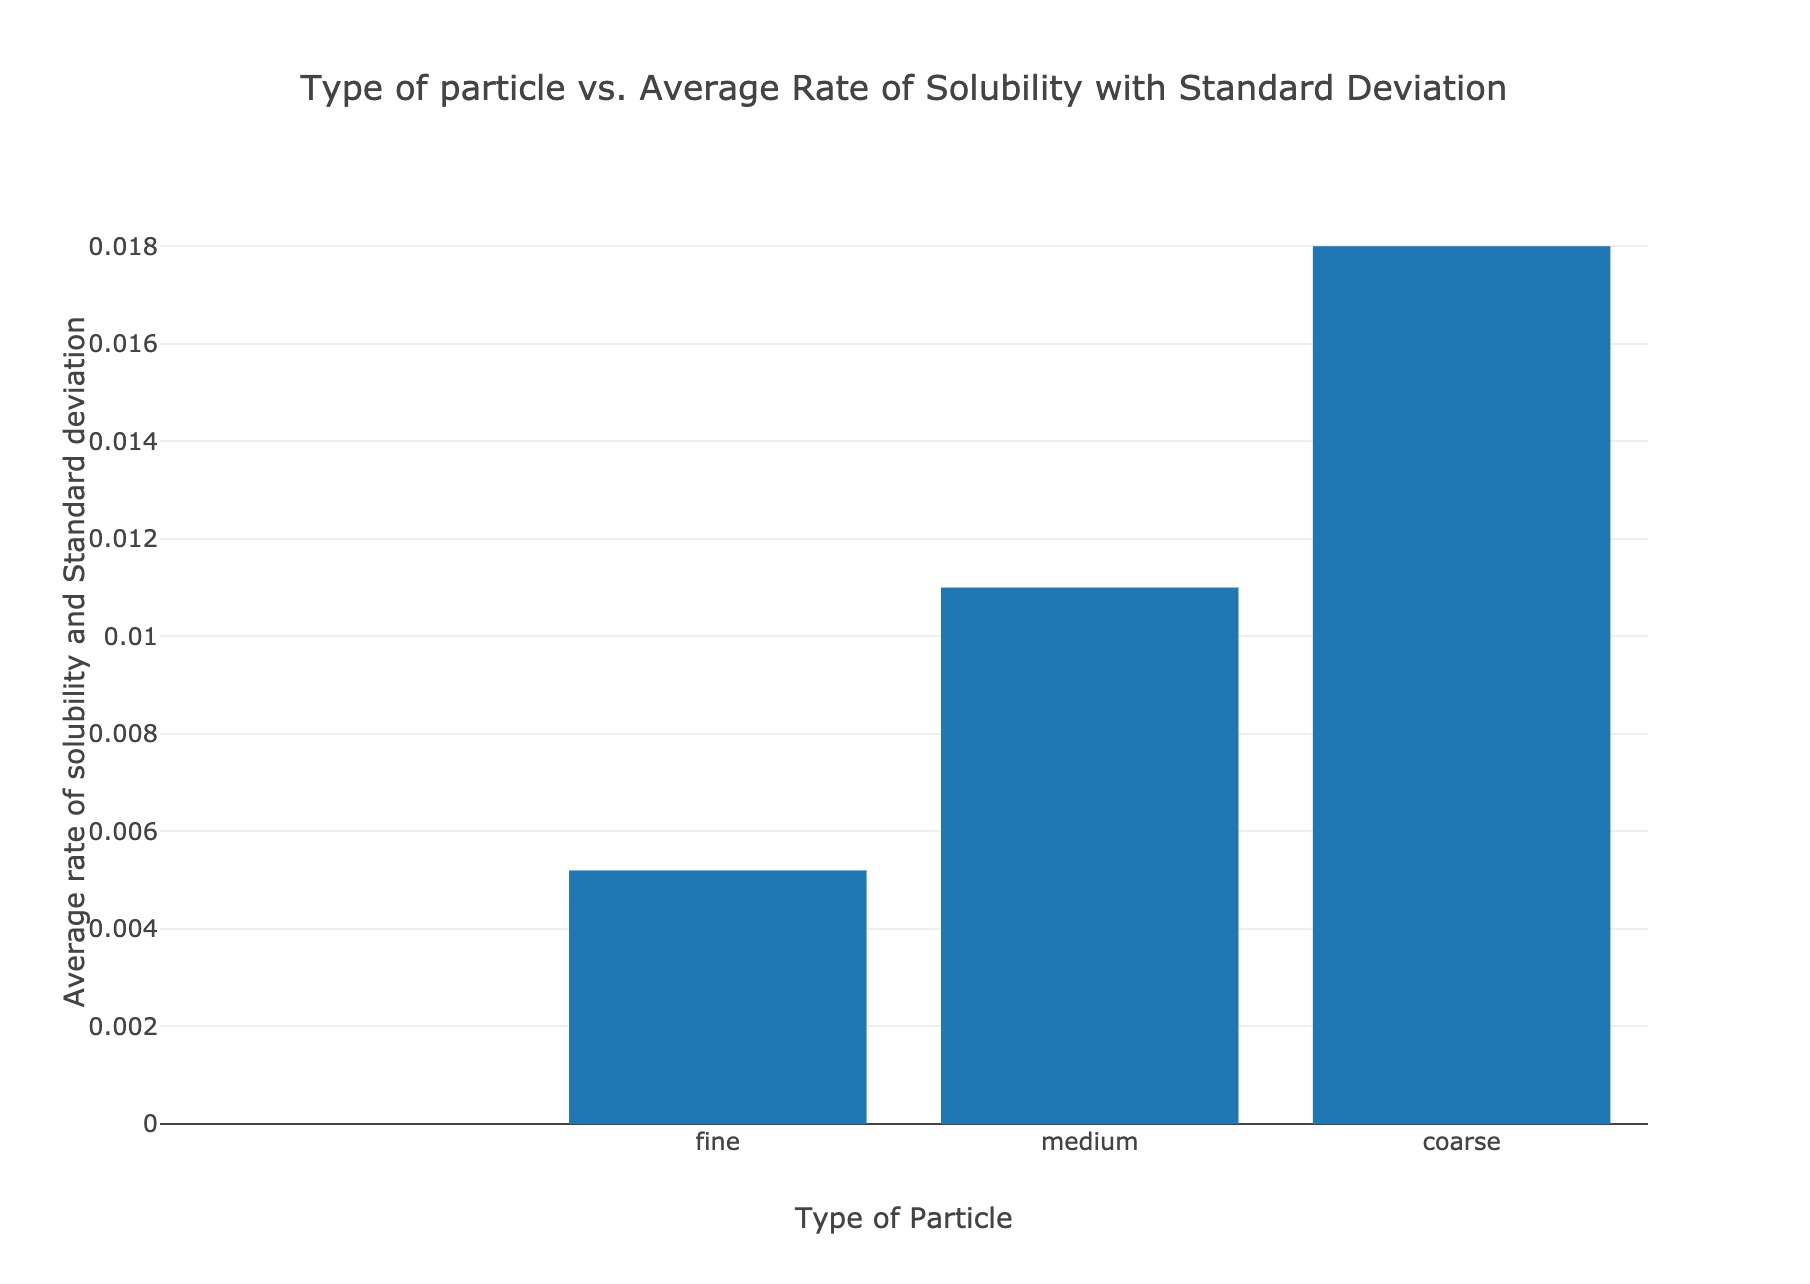 Type of particle vs. Average Rate of Solubility with Standard Deviation
Average rate of solubility and Standard deviation
0.018
0.016
0.014
0.012
0.01
0.008
0.006
0.004
0.002
0
fine
medium
coarse
Type of Particle